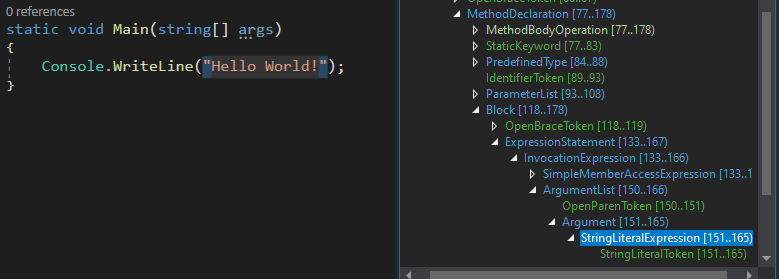 0 references
static void Main(string[] args)
{
Console.WriteLine("Hello World!");
}
MethodDeclaration [77..178)
MethodBodyOperation [77..178)
StaticKeyword [77..83)
PredefinedType [84..88)
IdentifierToken [89..93)
ParameterList [93..108)
Block [118..178)
OpenBraceToken [118..119)
ExpressionStatement [133..167)
InvocationExpression [133..166)
SimpleMemberAccessExpression [133..1
ArgumentList [150..166)
OpenParenToken [150..151)
Argument [151..165)
StringLiteralExpression [151..165)
StringLiteralToken [151..165)